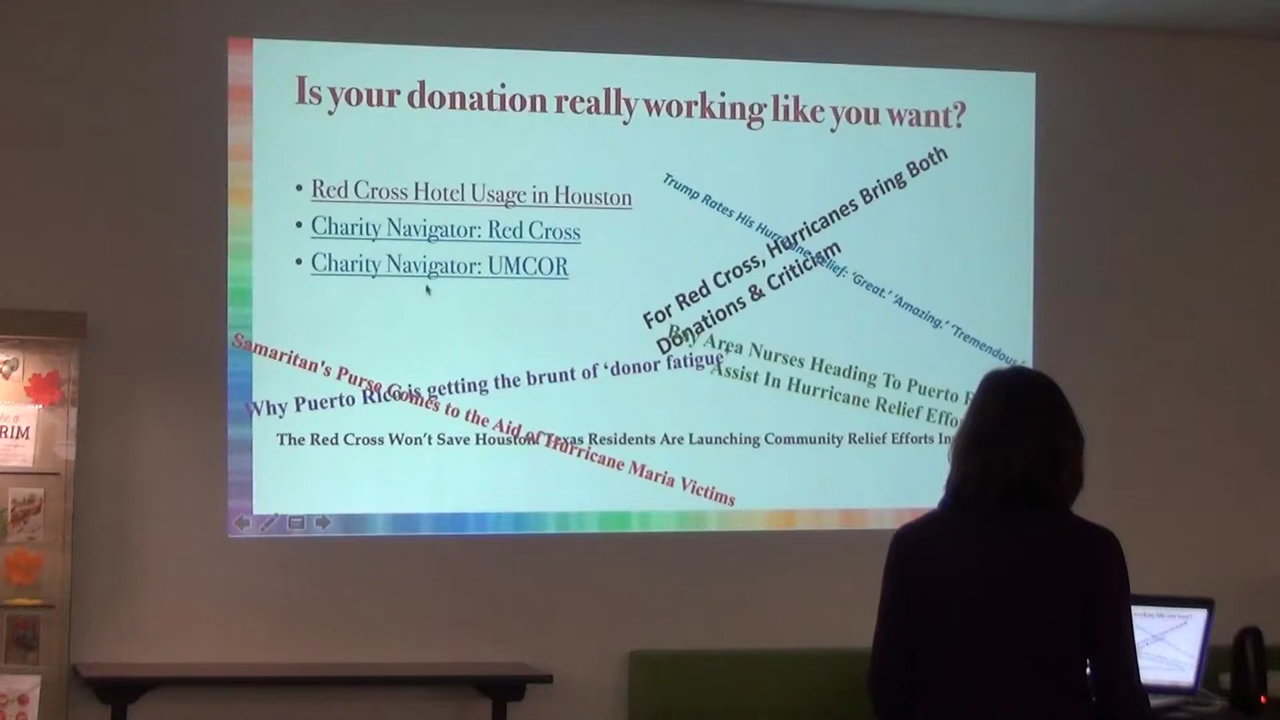 Is your donation really working like you want?
• Red Cross Hotel Usage in Houston
• Charity Navigator: Red Cross
• Charity Navigator: UMCOR
Trump Rates His Hurricane Relief: ‘Great.’ ‘Amazing.’ ‘Tremendous.’
For Red Cross, Hurricanes Bring Both
Donations & Criticism
Bay Area Nurses Heading To Puerto
Assist In Hurricane Relief
Samaritan's Purse Comes to the Aid of Hurricane Maria Victims
Why Puerto Rico is getting the brunt of ‘donor fatigue’
The Red Cross Won’t Save Houston. Texas Residents Are Launching Community Relief Efforts
RIM